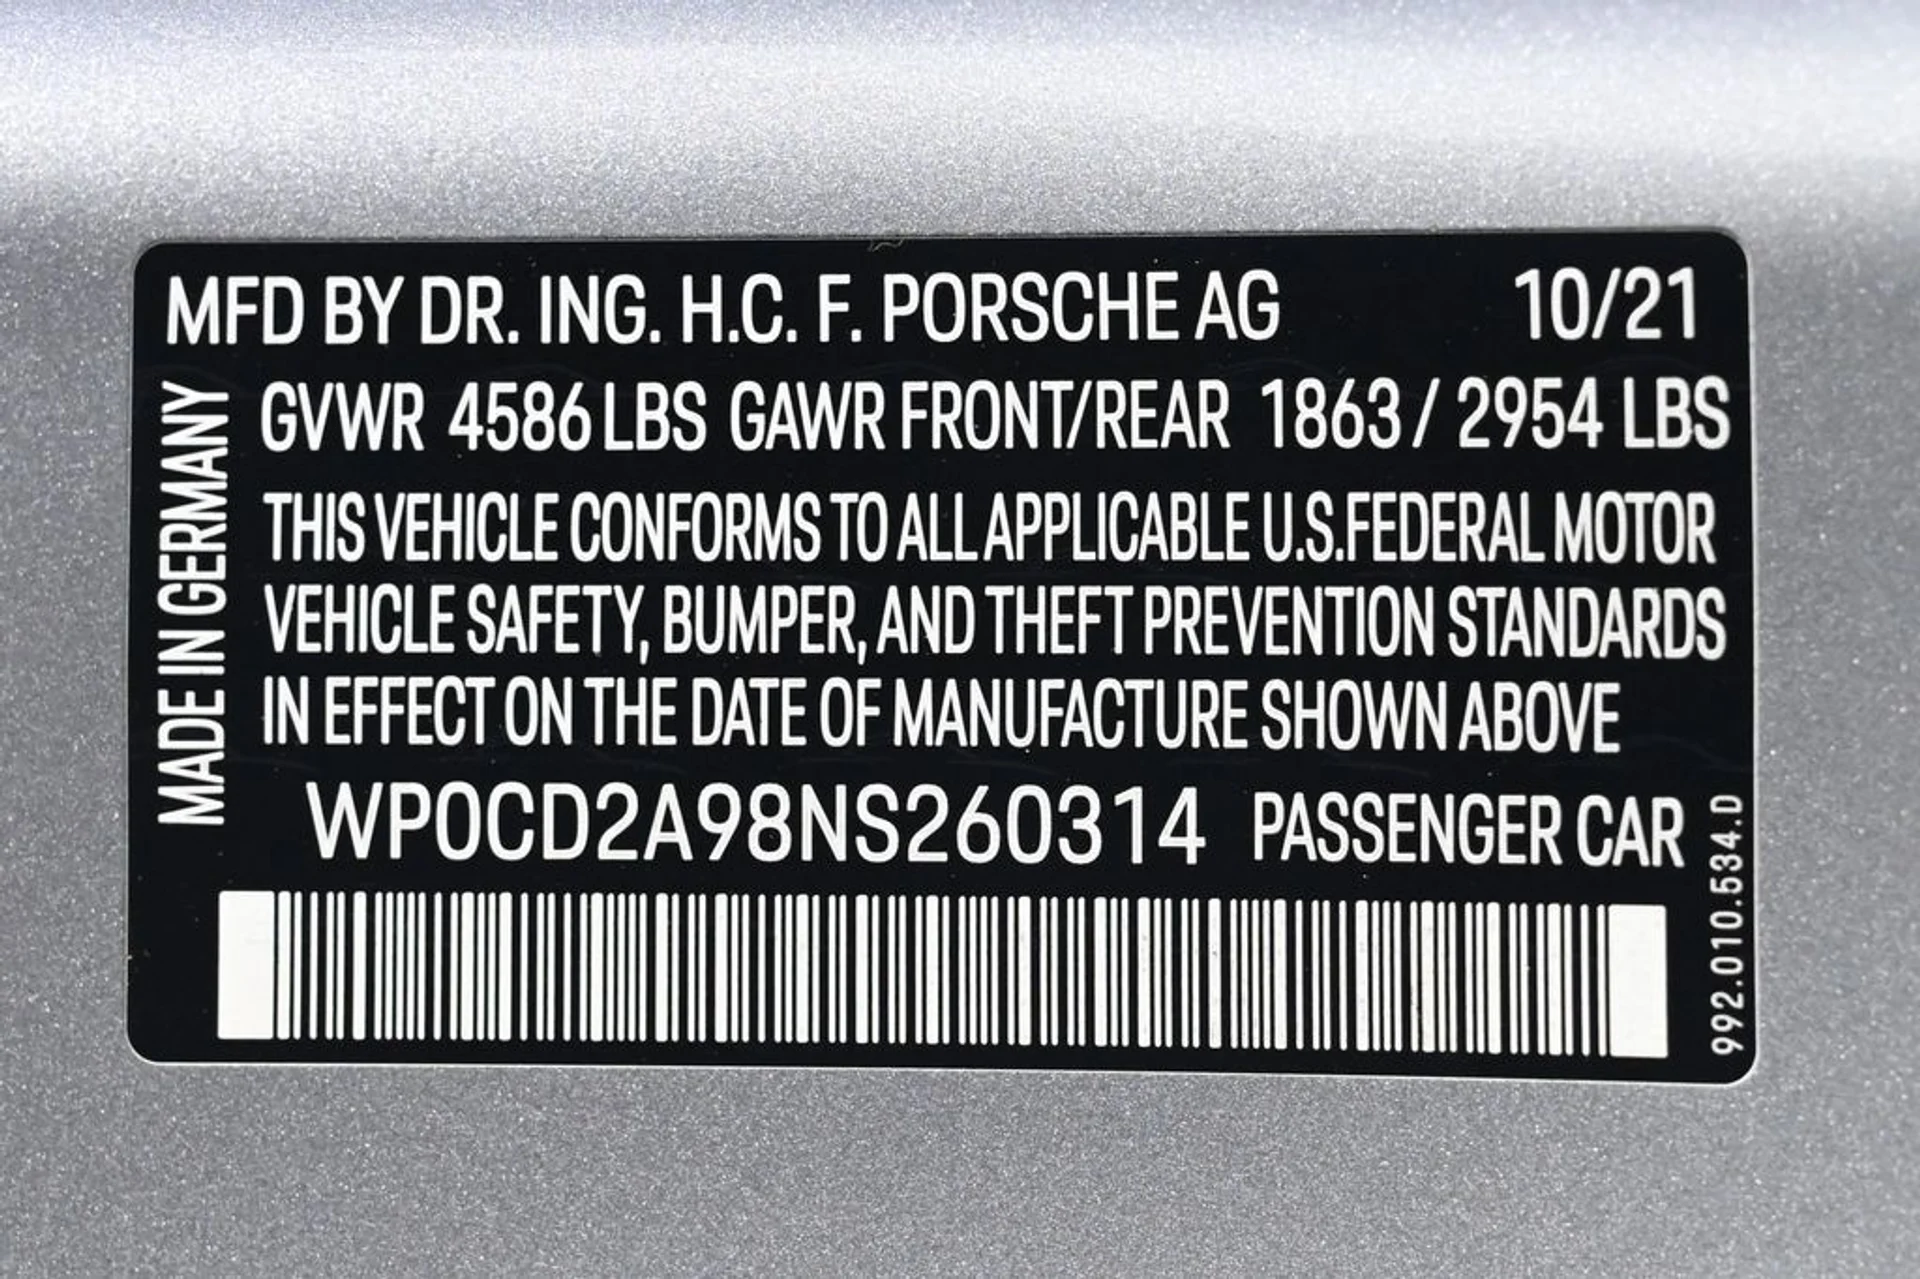 MFD BY DR. ING. H.C. F. PORSCHE AG 10/21
MADE IN GERMANY
GVWR 4586 LBS GAWR FRONT/REAR 1863 / 2954 LBS
THIS VEHICLE CONFORMS TO ALL APPLICABLE U.S.FEDERAL MOTOR
VEHICLE SAFETY, BUMPER, AND THEFT PREVENTION STANDARDS
IN EFFECT ON THE DATE OF MANUFACTURE SHOWN ABOVE
WP0CD2A98NS260314 PASSENGER CAR
992.010.534.D